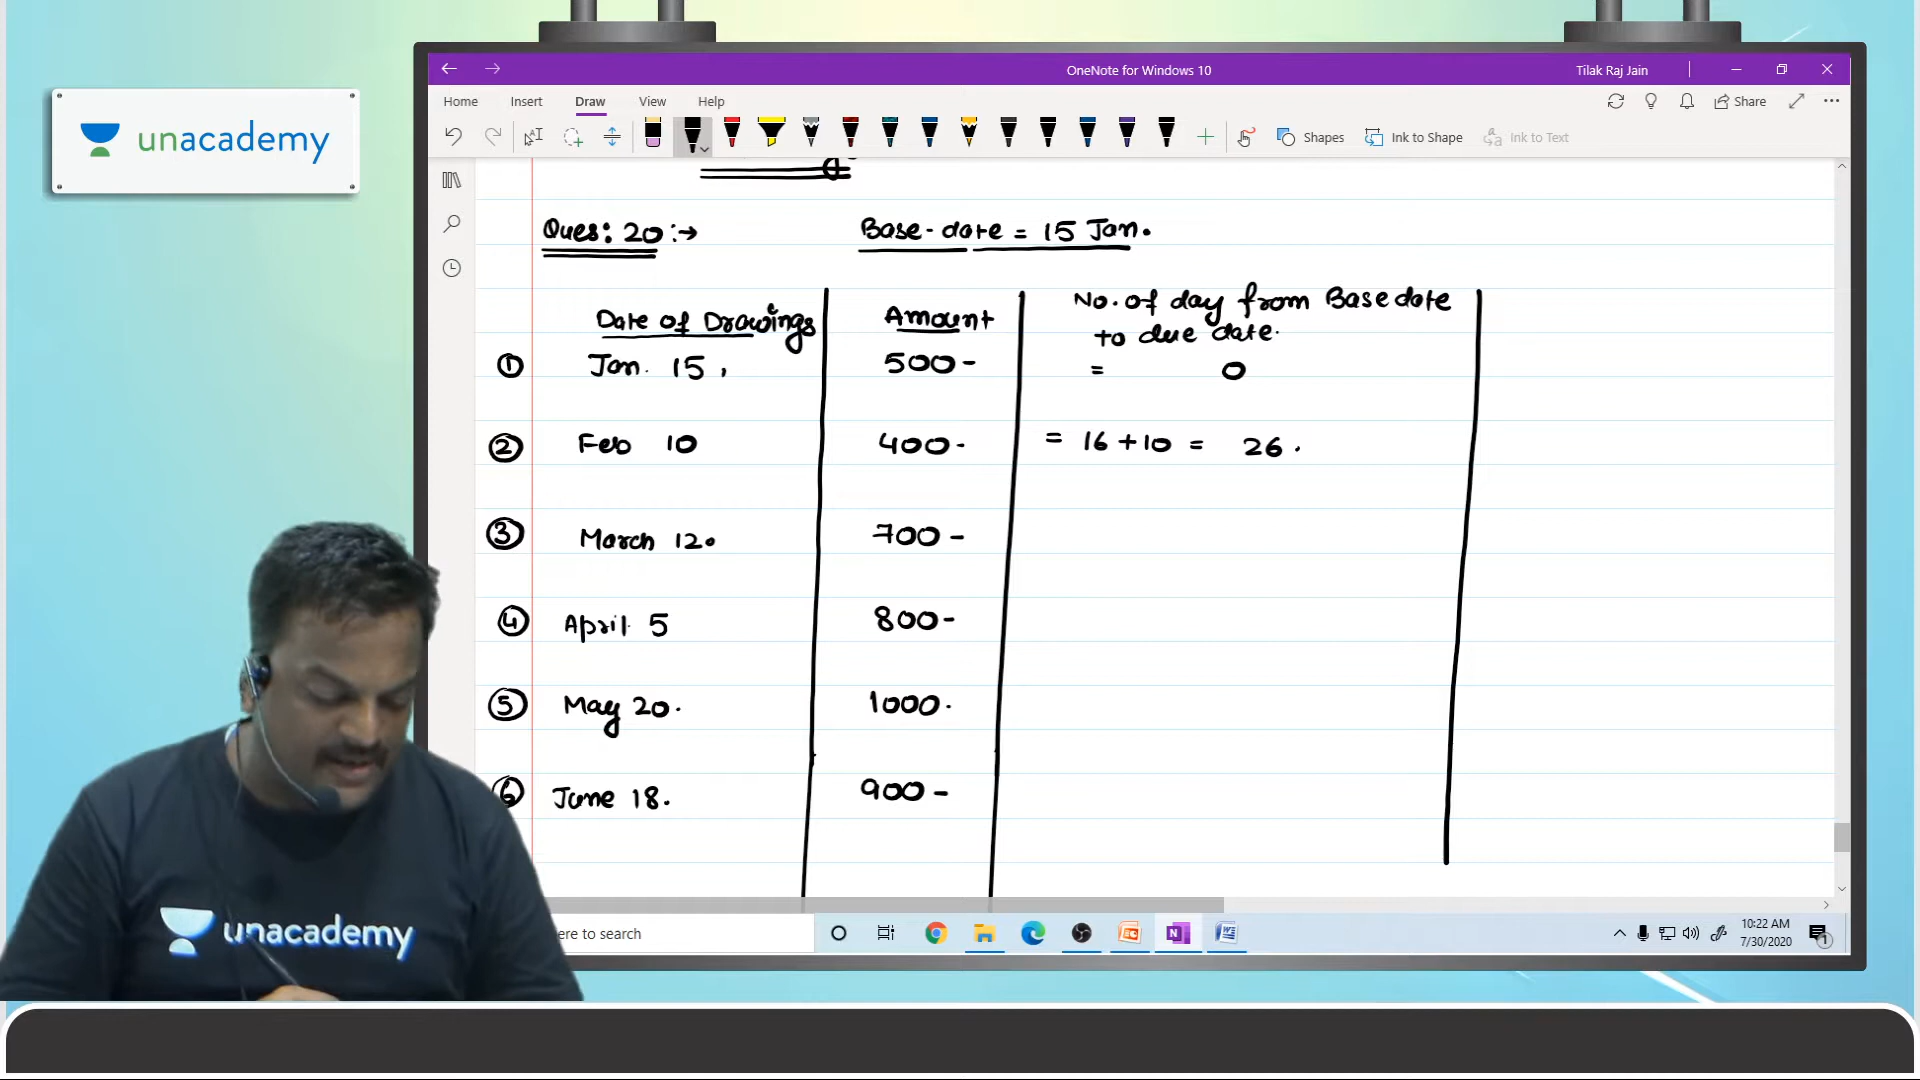 unacademy
OneNote for Windows 10
Tilak Raj Jain
Home Insert Draw View Help
Share
Shapes Ink to Shape Ink to Text
Ques: 20 :→ Base-date = 15 Jan.
Date of Drawings Amount No. of day from Base date
to due date.
① Jan. 15, 500- = 0
② Feb 10 400- = 16 + 10 = 26.
③ March 12. 700-
④ April 5 800-
⑤ May 20. 1000.
⑥ June 18. 900-
unacademy
ere to search
10:22 AM
7/30/2020
1